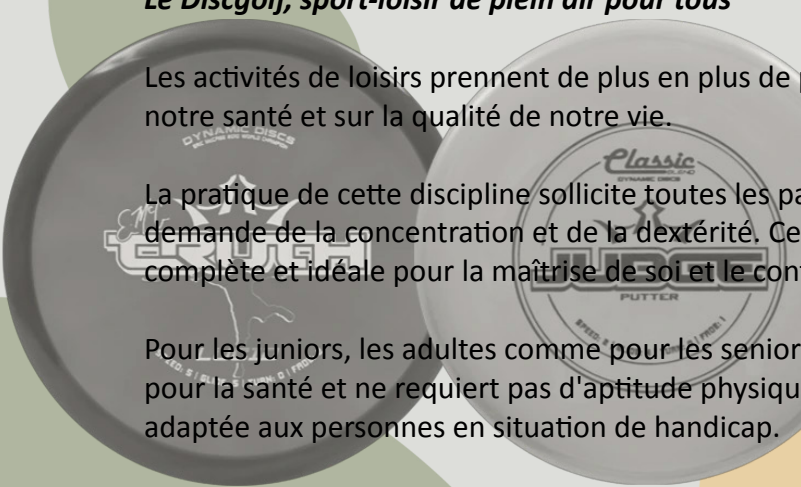 Le Discgolf, sport-loisir de plein air pour tous
Les activités de loisirs prennent de plus en plus de
notre santé et sur la qualité de notre vie.
DYNAMIC DISCS
Classic
BLEND
DYNAMIC DISCS
La pratique de cette discipline sollicite toutes les pa
EMAC
TRUTH
demande de la concentration et de la dextérité. Ce
JUDGE
complète et idéale pour la maîtrise de soi et le con
PUTTER
Pour les juniors, les adultes comme pour les senior
pour la santé et ne requiert pas d'aptitude physiqu
adaptée aux personnes en situation de handicap.